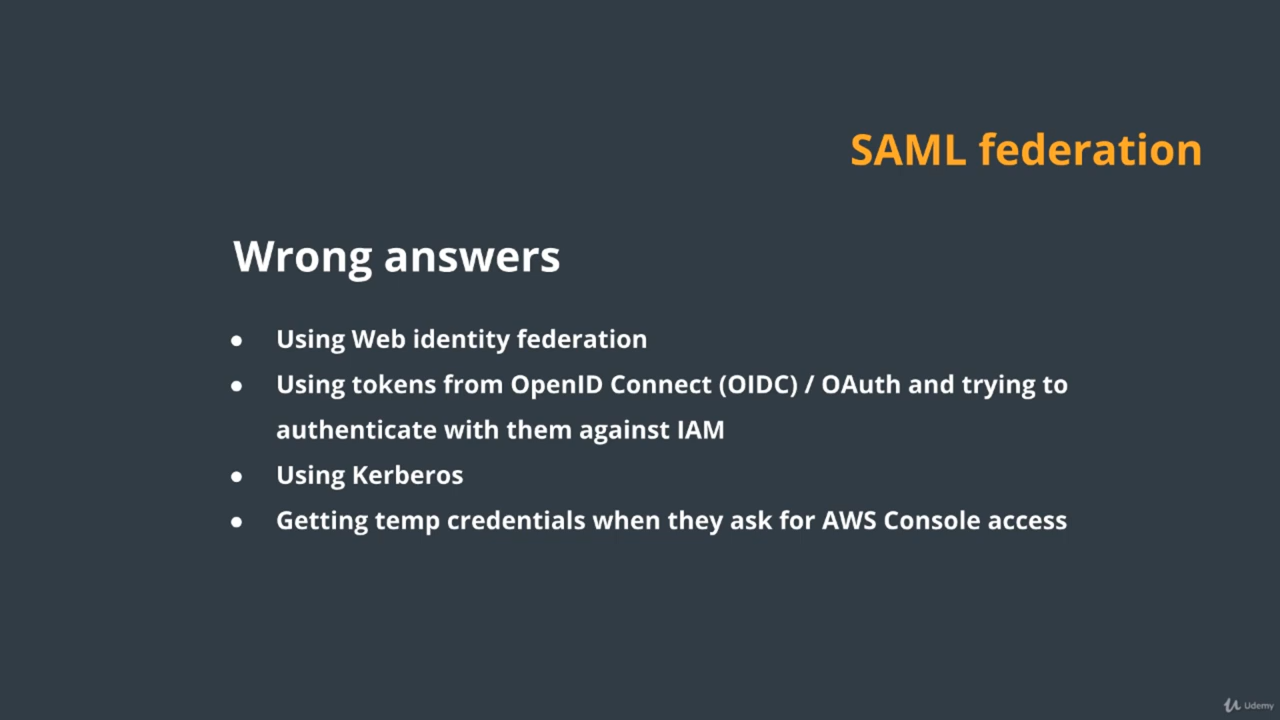 SAML federation
Wrong answers
● Using Web identity federation
● Using tokens from OpenID Connect (OIDC) / OAuth and trying to
authenticate with them against IAM
● Using Kerberos
● Getting temp credentials when they ask for AWS Console access
Udemy